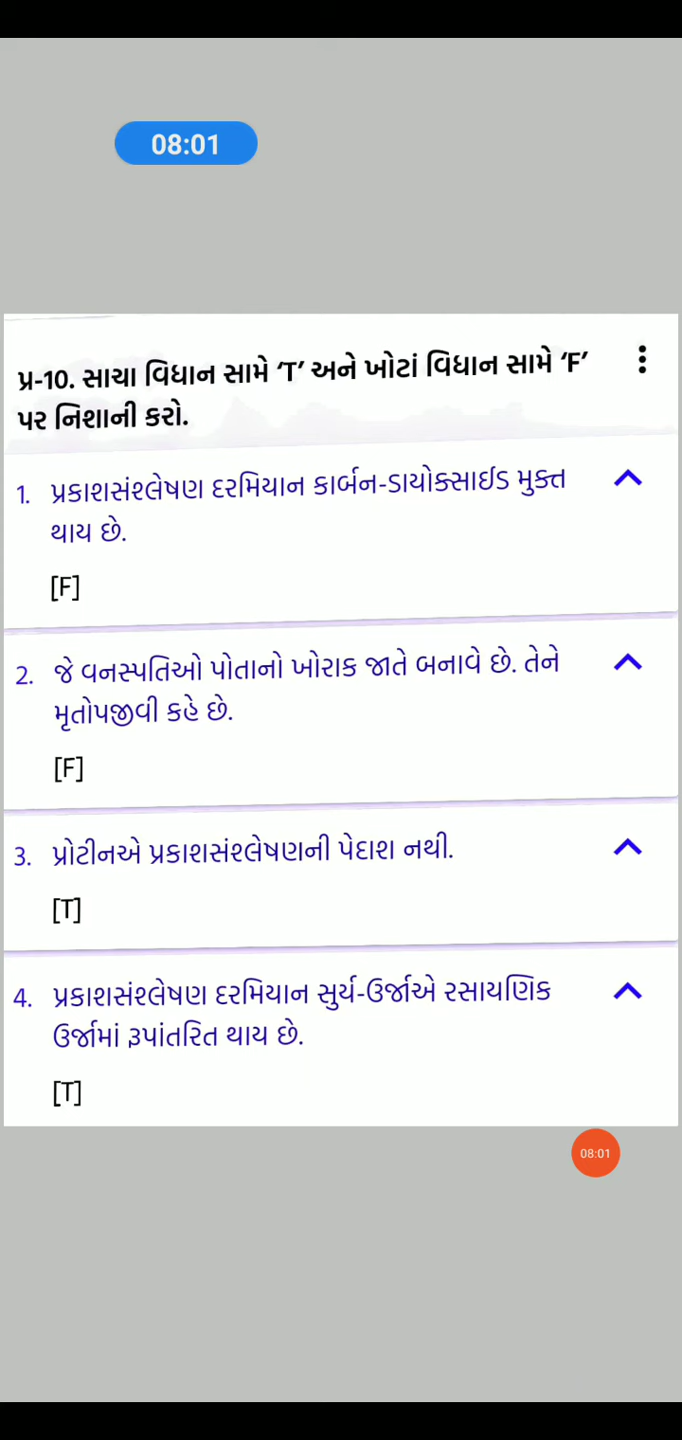 08:01
પ્ર-10. સાચા વિધાન સામે ‘T’ અને ખોટાં વિધાન સામે ‘F’
પર નિશાની કરો.
1. પ્રકાશસંશ્લેષણ દરમિયાન કાર્બન-ડાયોક્સાઈડ મુક્ત
થાય છે.
[F]
2. જે વનસ્પતિઓ પોતાનો ખોરાક જાતે બનાવે છે. તેને
મૃતોપજીવી કહે છે.
[F]
3. પ્રોટીનએ પ્રકાશસંશ્લેષણની પેદાશ નથી.
[T]
4. પ્રકાશસંશ્લેષણ દરમિયાન સુર્ય-ઉર્જાએ રસાયણિક
ઉર્જામાં રૂપાંતરિત થાય છે.
[T]
08:01